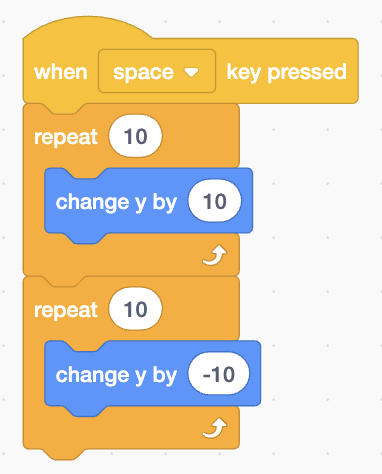 when space key pressed
repeat 10
change y by 10
repeat 10
change y by -10